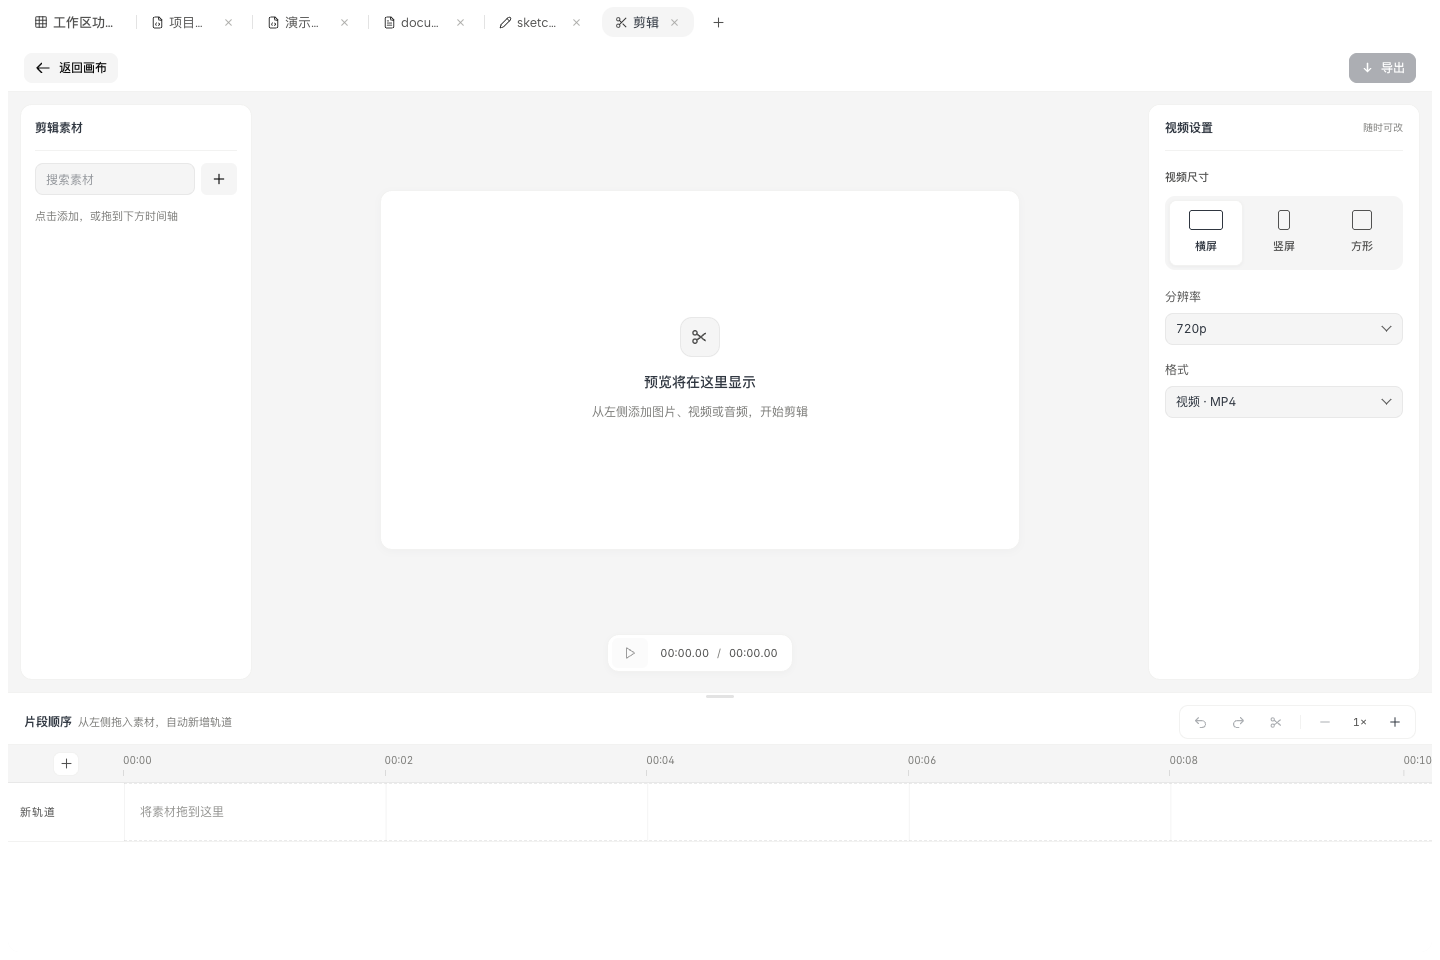 工作区功...
项目...
演示...
docu...
sketc...
剪辑
返回画布
导出
剪辑素材
搜索素材
点击添加，或拖到下方时间轴
预览将在这里显示
从左侧添加图片、视频或音频，开始剪辑
00:00.00 / 00:00.00
视频设置
随时可改
视频尺寸
横屏
竖屏
方形
分辨率
720p
格式
视频 · MP4
片段顺序 从左侧拖入素材，自动新增轨道
1×
00:00
00:02
00:04
00:06
00:08
00:10
新轨道
将素材拖到这里